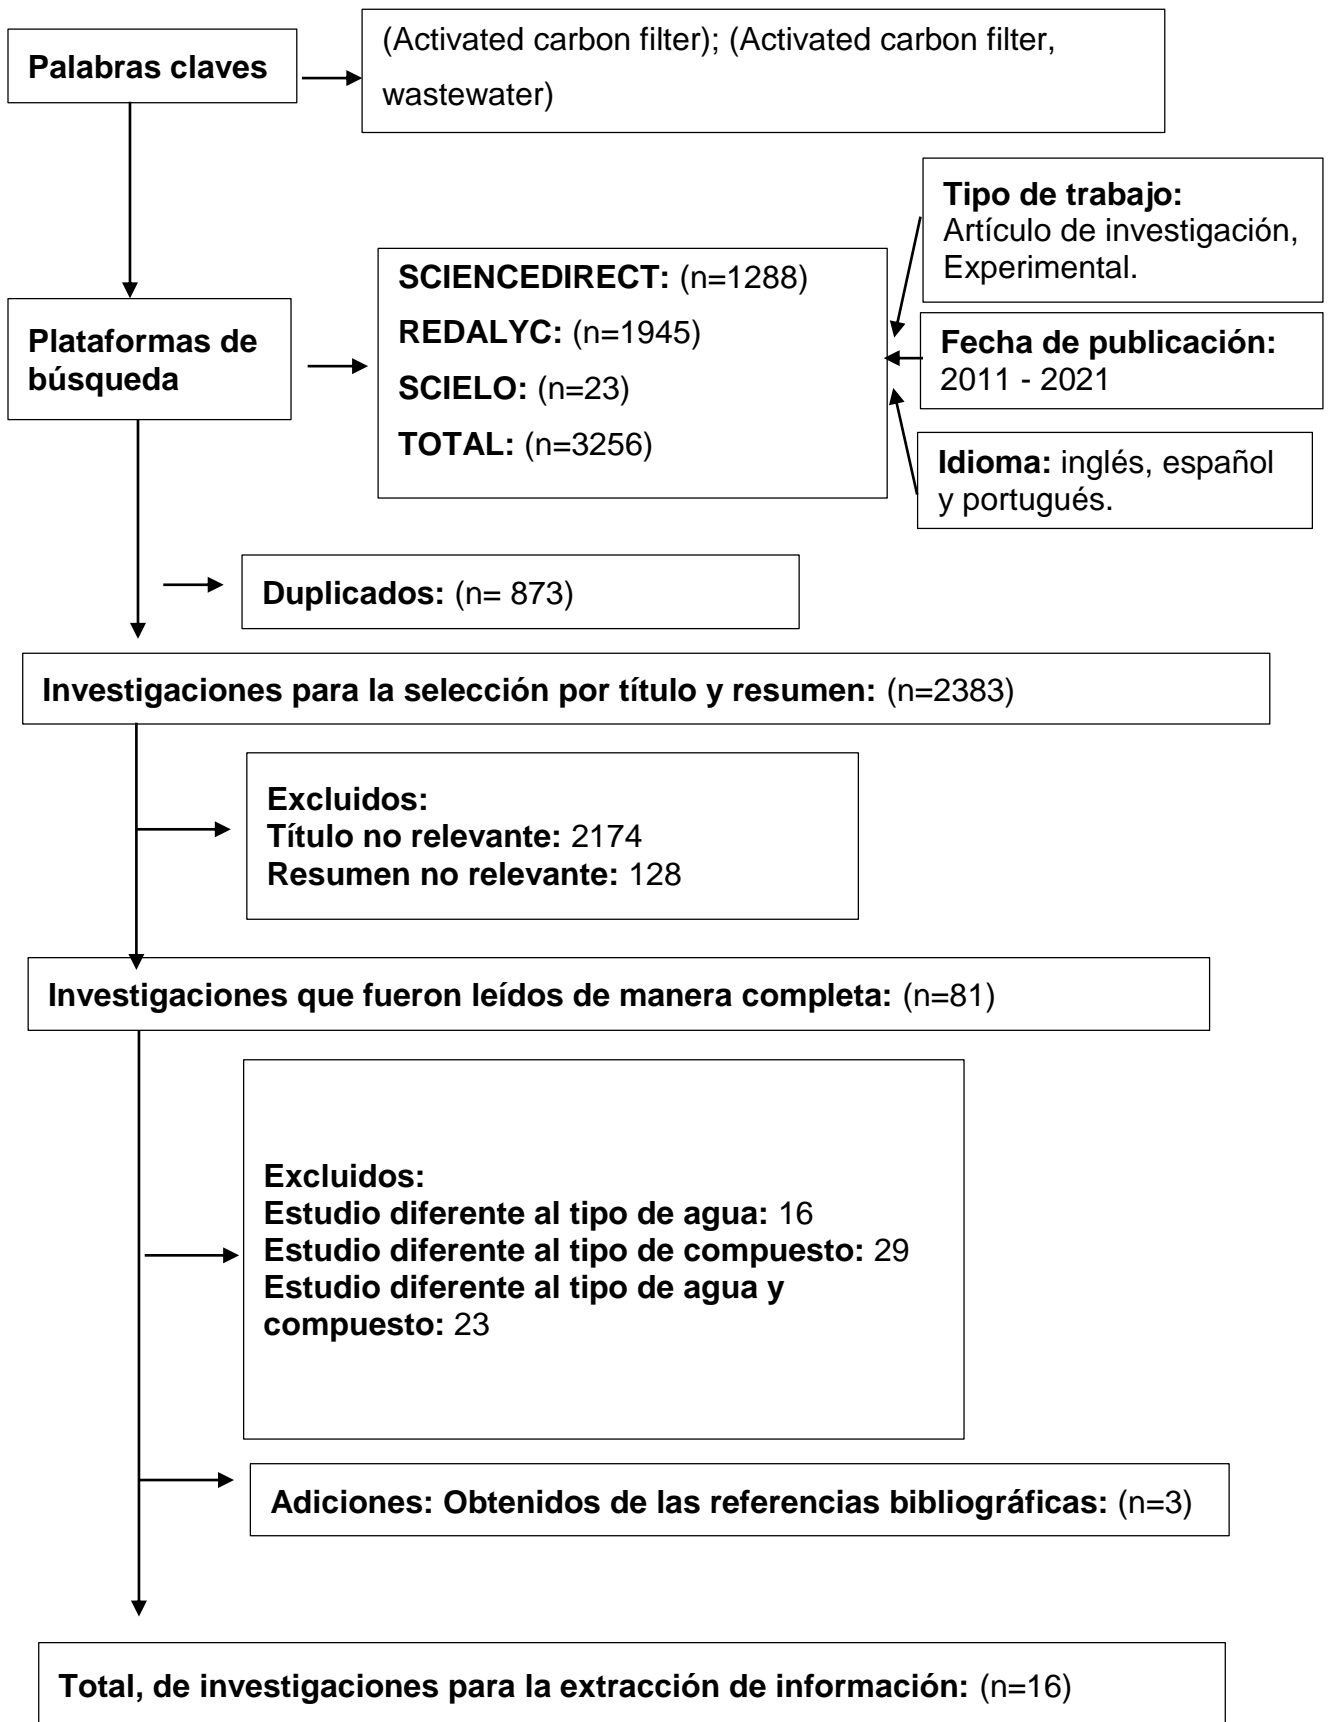 Palabras claves
(Activated carbon filter); (Activated carbon filter,
wastewater)
Plataformas de
búsqueda
SCIENCEDIRECT: (n=1288)
REDALYC: (n=1945)
SCIELO: (n=23)
TOTAL: (n=3256)
Tipo de trabajo:
Artículo de investigación,
Experimental.
Fecha de publicación:
2011 - 2021
Idioma: inglés, español
y portugués.
Duplicados: (n= 873)
Investigaciones para la selección por título y resumen: (n=2383)
Excluidos:
Título no relevante: 2174
Resumen no relevante: 128
Investigaciones que fueron leídos de manera completa: (n=81)
Excluidos:
Estudio diferente al tipo de agua: 16
Estudio diferente al tipo de compuesto: 29
Estudio diferente al tipo de agua y
compuesto: 23
Adiciones: Obtenidos de las referencias bibliográficas: (n=3)
Total, de investigaciones para la extracción de información: (n=16)